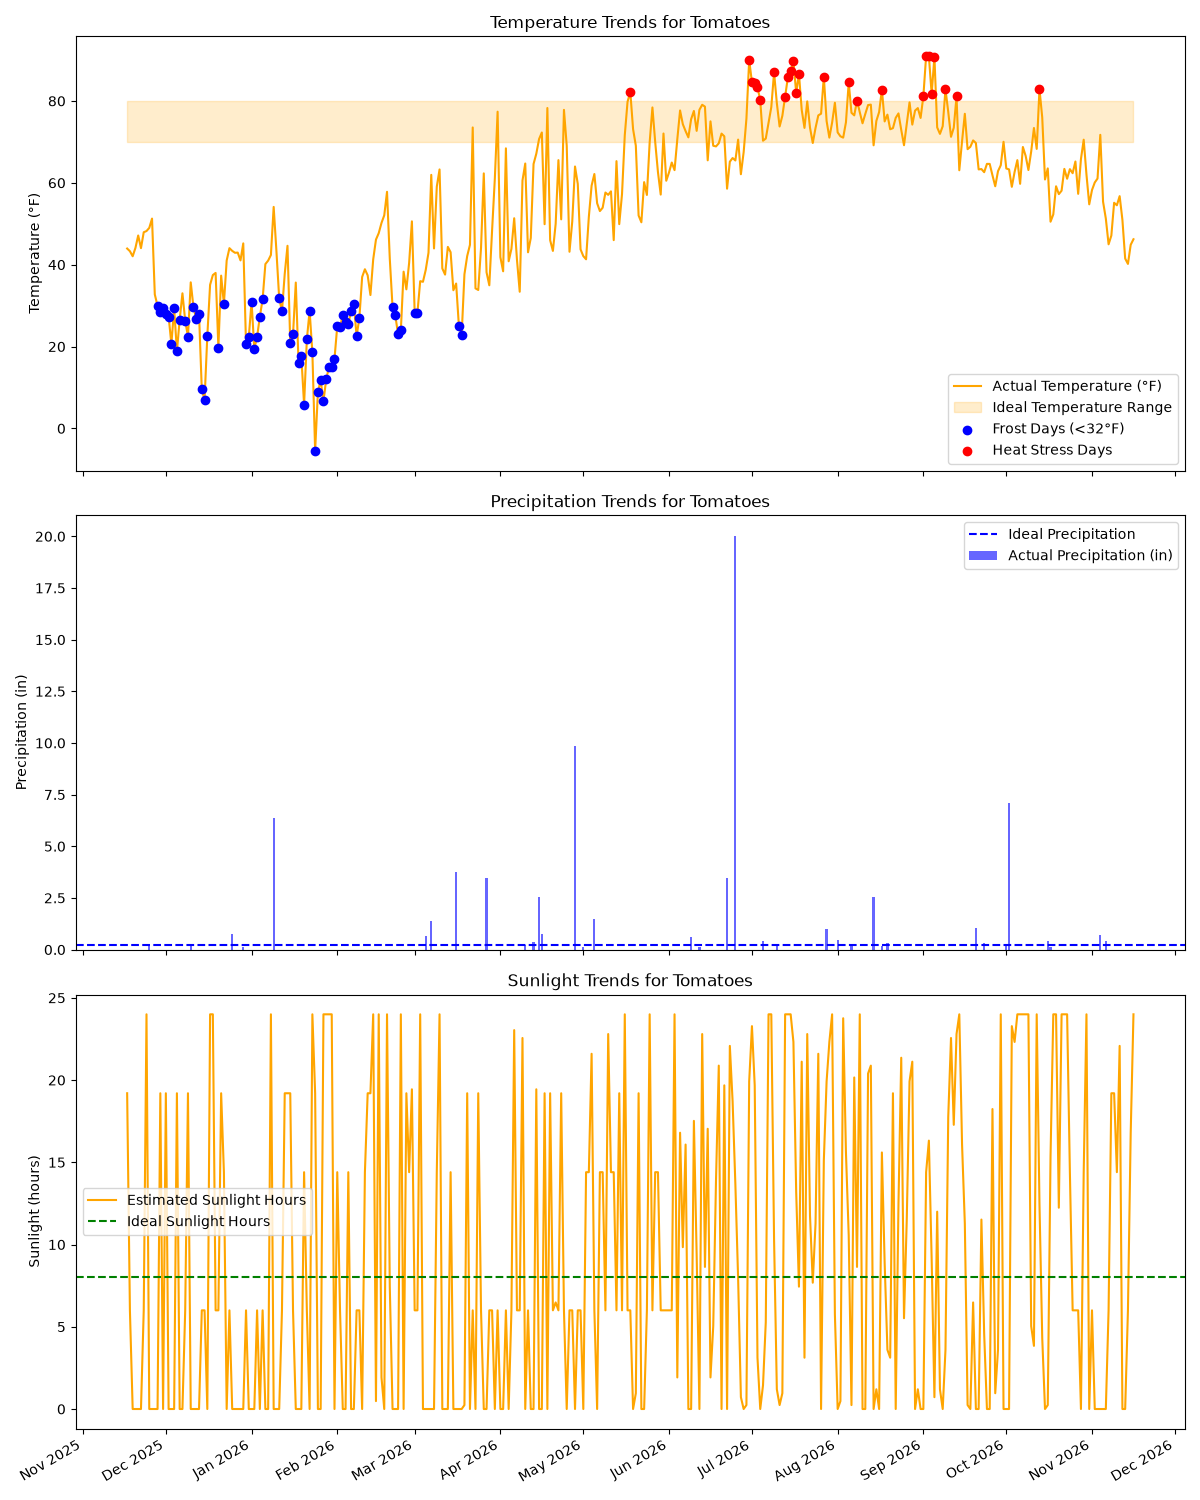 Temperature Trends for Tomatoes
Temperature (°F)
80
60
40
20
0
Actual Temperature (°F)
Ideal Temperature Range
Frost Days (<32°F)
Heat Stress Days
Precipitation Trends for Tomatoes
Precipitation (in)
20.0
17.5
15.0
12.5
10.0
7.5
5.0
2.5
0.0
Ideal Precipitation
Actual Precipitation (in)
Sunlight Trends for Tomatoes
Sunlight (hours)
25
20
15
10
5
0
Estimated Sunlight Hours
Ideal Sunlight Hours
Nov 2025
Dec 2025
Jan 2026
Feb 2026
Mar 2026
Apr 2026
May 2026
Jun 2026
Jul 2026
Aug 2026
Sep 2026
Oct 2026
Nov 2026
Dec 2026